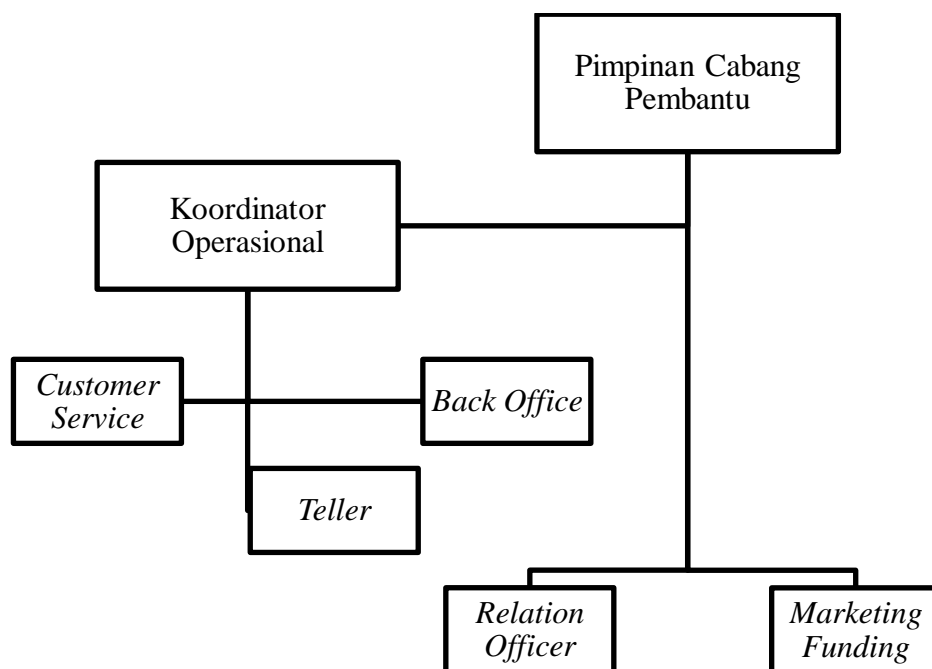 Pimpinan Cabang
Pembantu
Koordinator
Operasional
Customer
Service
Back Office
Teller
Relation
Officer
Marketing
Funding